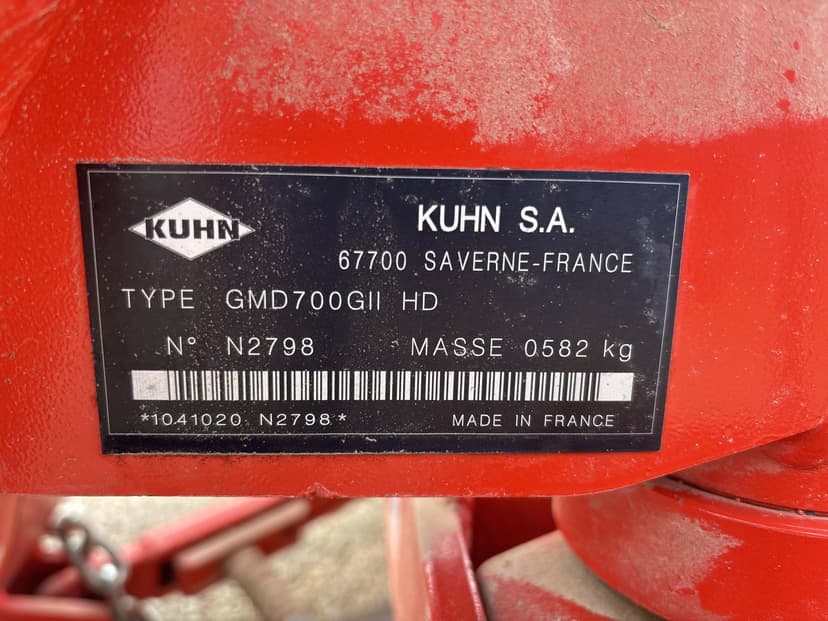 KUHN
KUHN S.A.
67700 SAVERNE-FRANCE
TYPE GMD700GII HD
N° N2798 MASSE 0582 kg
*1041020 N2798* MADE IN FRANCE